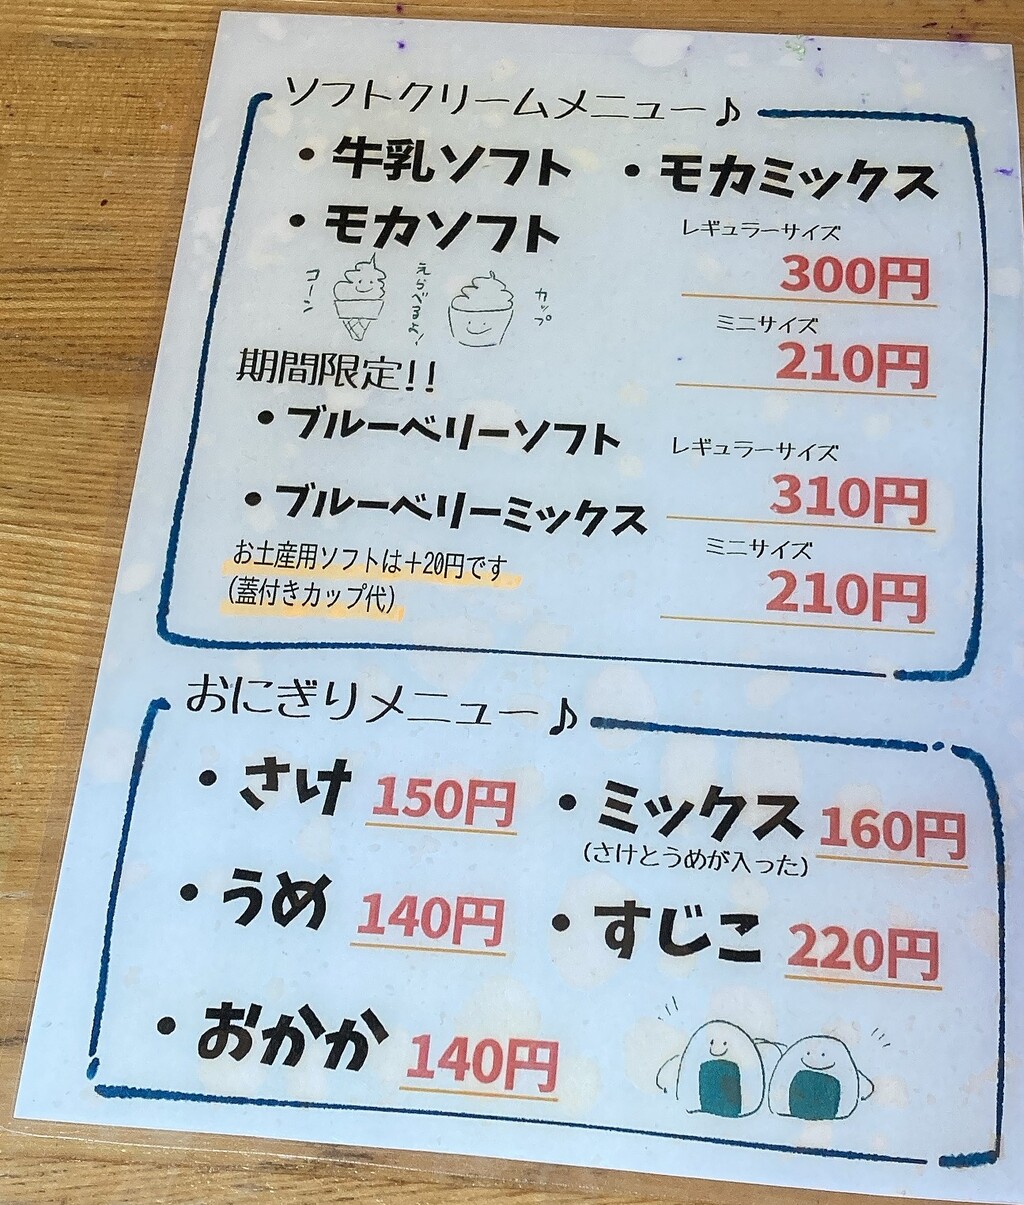 ソフトクリームメニュー♪
・牛乳ソフト ・モカミックス
・モカソフト
レギュラーサイズ
300円
コーン えらべるよ! カップ
ミニサイズ
210円
期間限定!!
・ブルーベリーソフト
レギュラーサイズ
310円
・ブルーベリーミックス
ミニサイズ
210円
お土産用ソフトは+20円です
(蓋付きカップ代)
おにぎりメニュー♪
・さけ 150円
・ミックス 160円
(さけとうめが入った)
・うめ 140円
・すじこ 220円
・おかか 140円